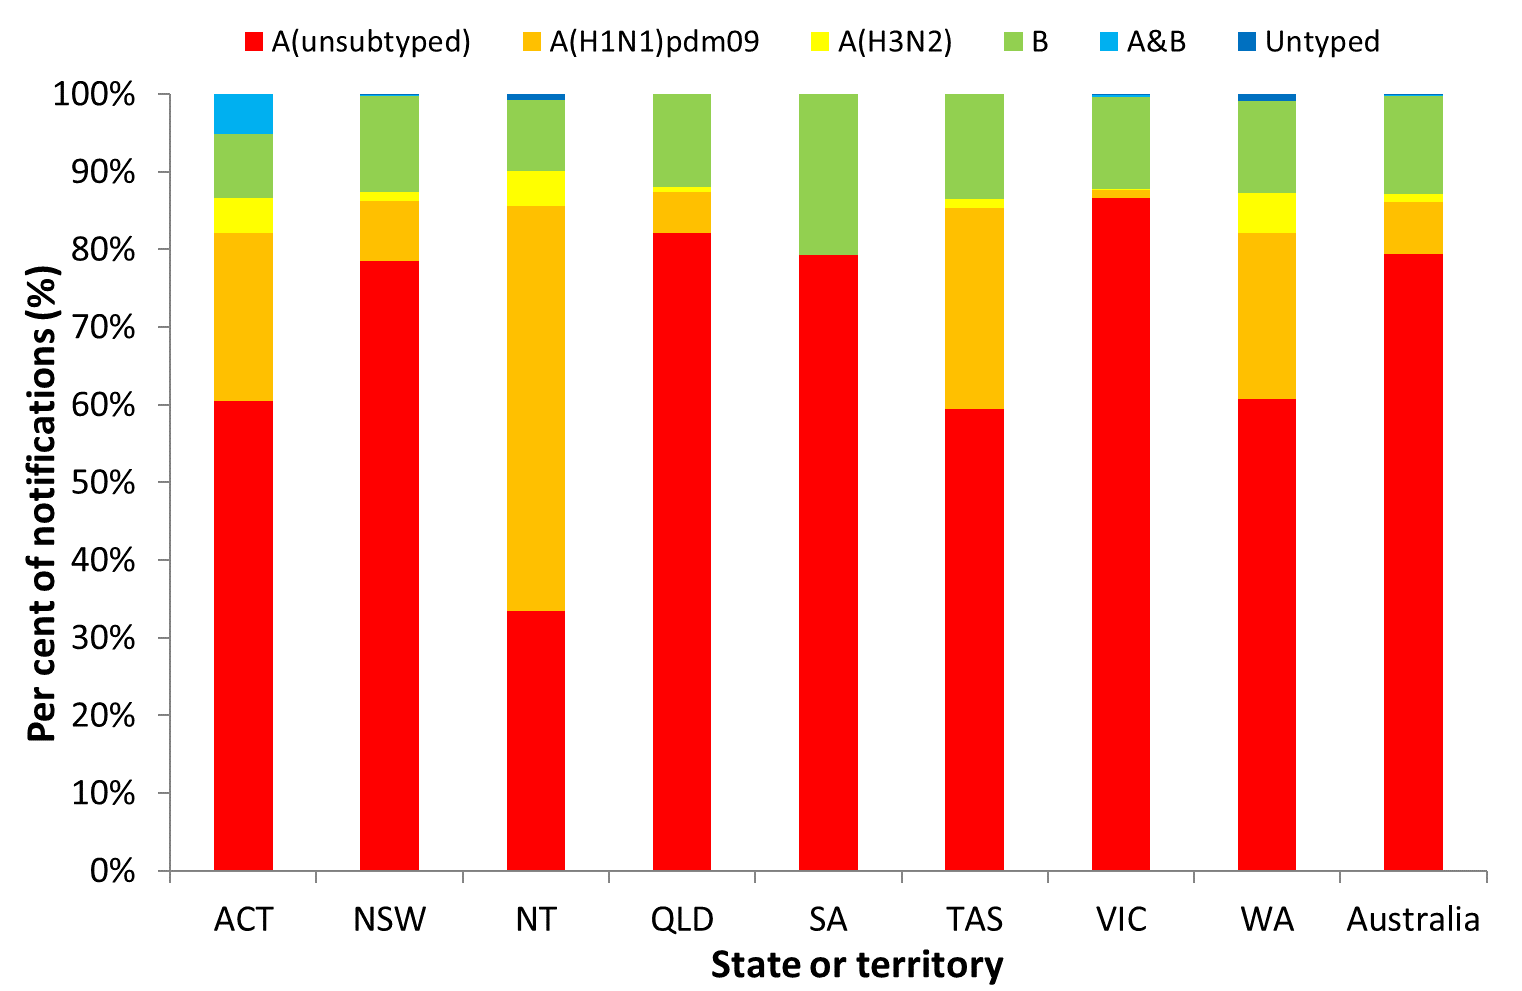 A(unsubtyped) A(H1N1)pdm09 A(H3N2) B A&B Untyped
100%
90%
80%
70%
60%
50%
40%
30%
20%
10%
0%
Per cent of notifications (%)
ACT NSW NT QLD SA TAS VIC WA Australia
State or territory